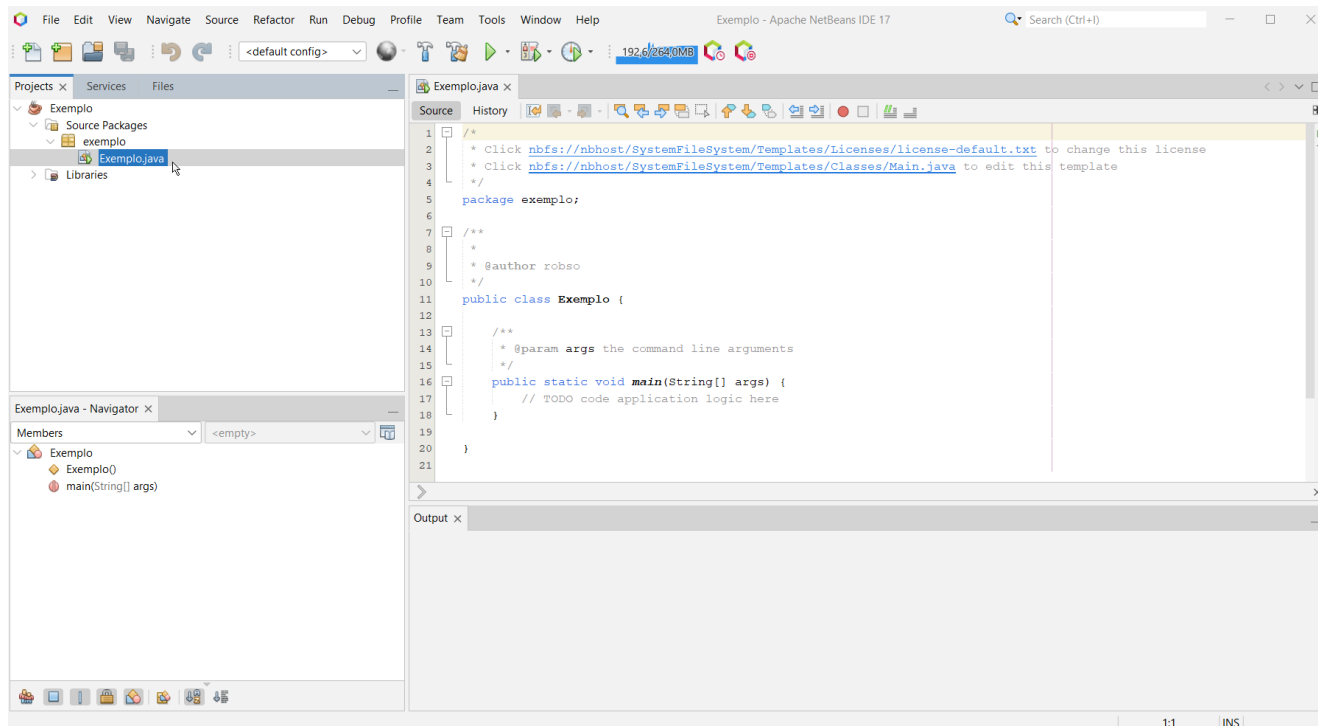 File Edit View Navigate Source Refactor Run Debug Profile Team Tools Window Help Exemplo - Apache NetBeans IDE 17 Search (Ctrl+I)
<default config> 192,6/264,0MB
Projects Services Files
Exemplo
Source Packages
exemplo
Exemplo.java
Libraries
Exemplo.java - Navigator
Members <empty>
Exemplo
Exemplo()
main(String[] args)
Exemplo.java
Source History
1 /*
2 * Click nbfs://nbhost/SystemFileSystem/Templates/Licenses/license-default.txt to change this license
3 * Click nbfs://nbhost/SystemFileSystem/Templates/Classes/Main.java to edit this template
4 */
5 package exemplo;
6
7 /**
8 *
9 * @author robso
10 */
11 public class Exemplo {
12
13 /**
14 * @param args the command line arguments
15 */
16 public static void main(String[] args) {
17 // TODO code application logic here
18 }
19
20 }
21
Output
1:1 INS